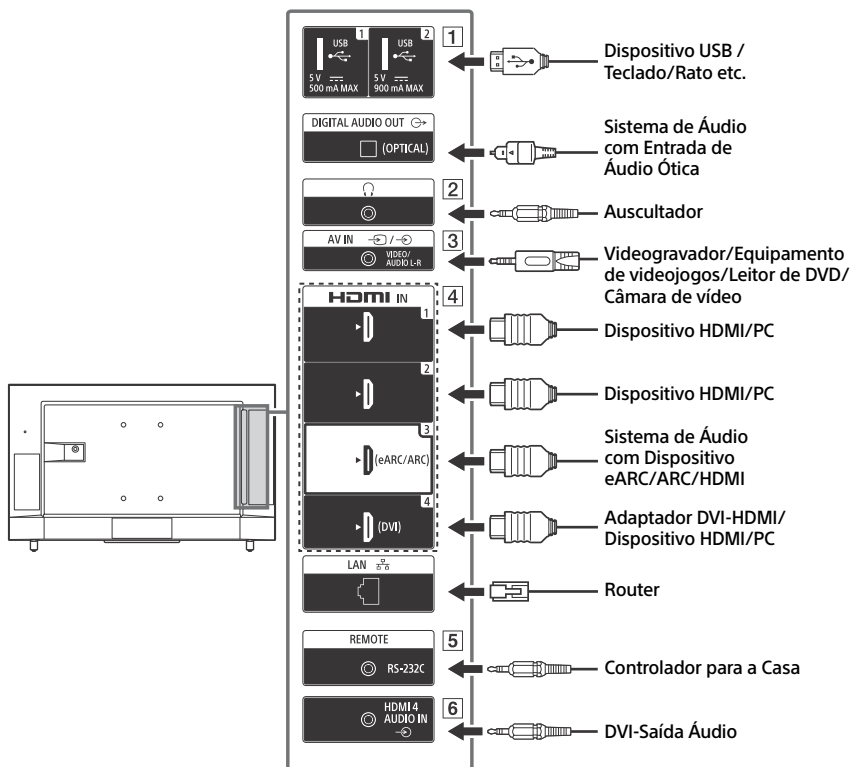 1
2
USB
USB
5 V
500 mA MAX
5 V
900 mA MAX
1
Dispositivo USB /
Teclado/Rato etc.
DIGITAL AUDIO OUT
(OPTICAL)
Sistema de Áudio
com Entrada de
Áudio Ótica
2
Auscultador
AV IN
/
VIDEO/
AUDIO L-R
3
Videogravador/Equipamento
de videojogos/Leitor de DVD/
Câmara de vídeo
HDMI IN
4
1
Dispositivo HDMI/PC
2
Dispositivo HDMI/PC
3
(eARC/ARC)
Sistema de Áudio
com Dispositivo
eARC/ARC/HDMI
4
(DVI)
Adaptador DVI-HDMI/
Dispositivo HDMI/PC
LAN
Router
REMOTE
RS-232C
5
Controlador para a Casa
HDMI 4
AUDIO IN
6
DVI-Saída Áudio